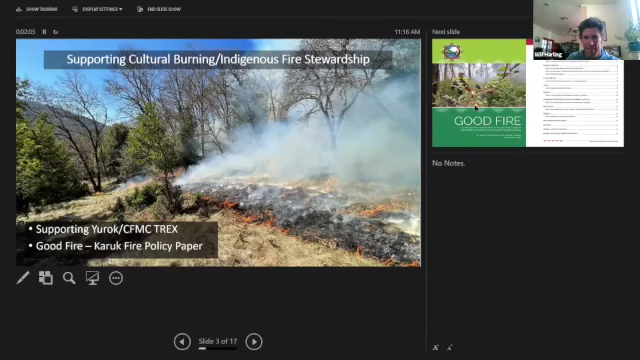 SHOW TASKBAR
DISPLAY SETTINGS
END SLIDE SHOW
0:02:05
11:16 AM
Supporting Cultural Burning/Indigenous Fire Stewardship
• Supporting Yurok/CFMC TREX
• Good Fire – Karuk Fire Policy Paper
Slide 3 of 17
Next slide
GOOD FIRE
Will Harling
No Notes.
A A